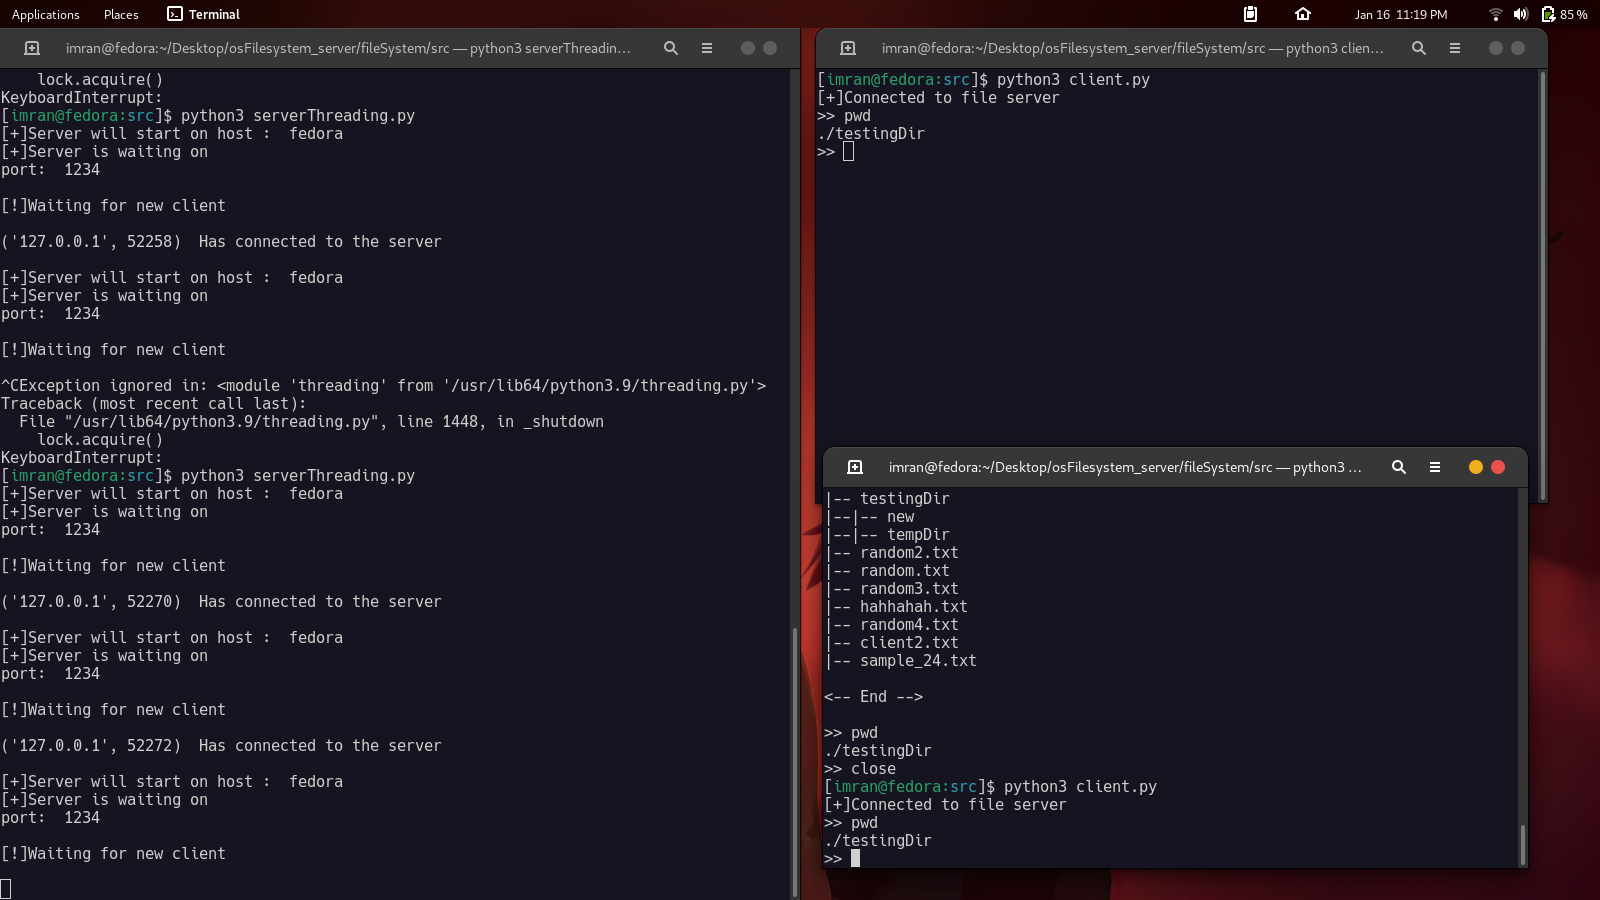 Applications Places Terminal Jan 16 11:19 PM 85 %
imran@fedora:~/Desktop/osFilesystem_server/fileSystem/src — python3 serverThreadin...
    lock.acquire()
KeyboardInterrupt:
[imran@fedora:src]$ python3 serverThreading.py
[+]Server will start on host :  fedora
[+]Server is waiting on
port:  1234
[!]Waiting for new client
('127.0.0.1', 52258)  Has connected to the server
[+]Server will start on host :  fedora
[+]Server is waiting on
port:  1234
[!]Waiting for new client
^CException ignored in: <module 'threading' from '/usr/lib64/python3.9/threading.py'>
Traceback (most recent call last):
  File "/usr/lib64/python3.9/threading.py", line 1448, in _shutdown
    lock.acquire()
KeyboardInterrupt:
[imran@fedora:src]$ python3 serverThreading.py
[+]Server will start on host :  fedora
[+]Server is waiting on
port:  1234
[!]Waiting for new client
('127.0.0.1', 52270)  Has connected to the server
[+]Server will start on host :  fedora
[+]Server is waiting on
port:  1234
[!]Waiting for new client
('127.0.0.1', 52272)  Has connected to the server
[+]Server will start on host :  fedora
[+]Server is waiting on
port:  1234
[!]Waiting for new client
imran@fedora:~/Desktop/osFilesystem_server/fileSystem/src — python3 clien...
[imran@fedora:src]$ python3 client.py
[+]Connected to file server
>> pwd
./testingDir
>>
imran@fedora:~/Desktop/osFilesystem_server/fileSystem/src — python3 ...
|-- testingDir
|--|-- new
|--|-- tempDir
|-- random2.txt
|-- random.txt
|-- random3.txt
|-- hahhahah.txt
|-- random4.txt
|-- client2.txt
|-- sample_24.txt
<-- End -->
>> pwd
./testingDir
>> close
[imran@fedora:src]$ python3 client.py
[+]Connected to file server
>> pwd
./testingDir
>>